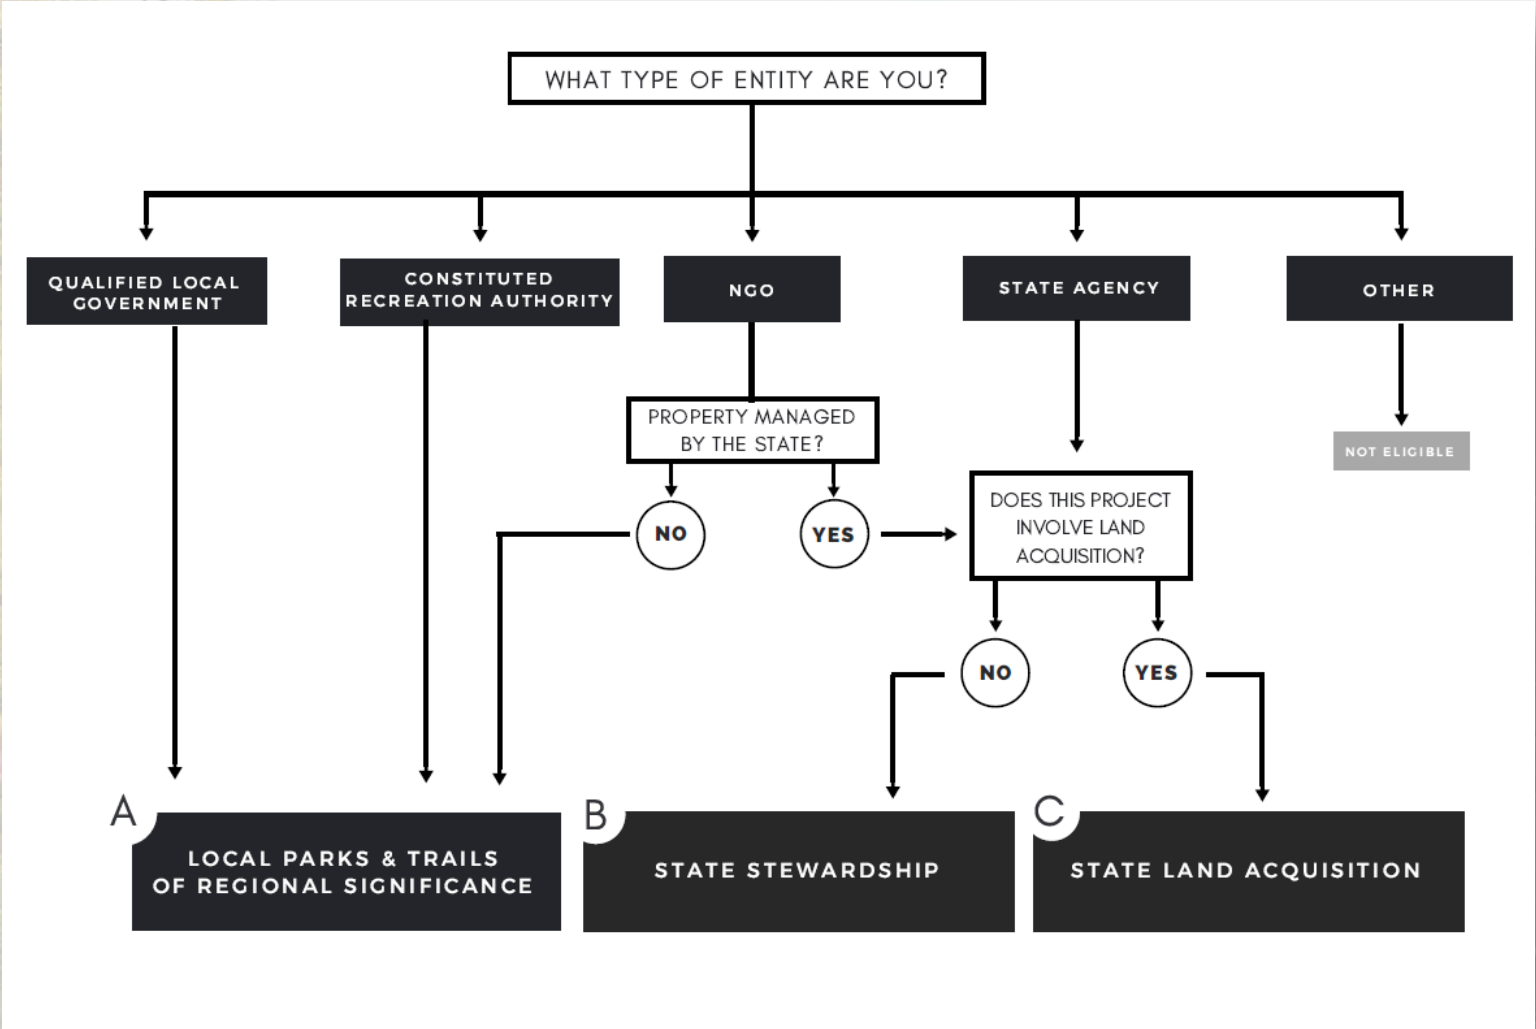 WHAT TYPE OF ENTITY ARE YOU?
QUALIFIED LOCAL
GOVERNMENT
CONSTITUTED
RECREATION AUTHORITY
NGO
STATE AGENCY
OTHER
PROPERTY MANAGED
BY THE STATE?
NOT ELIGIBLE
NO
YES
DOES THIS PROJECT
INVOLVE LAND
ACQUISITION?
NO
YES
A
LOCAL PARKS & TRAILS
OF REGIONAL SIGNIFICANCE
B
STATE STEWARDSHIP
C
STATE LAND ACQUISITION